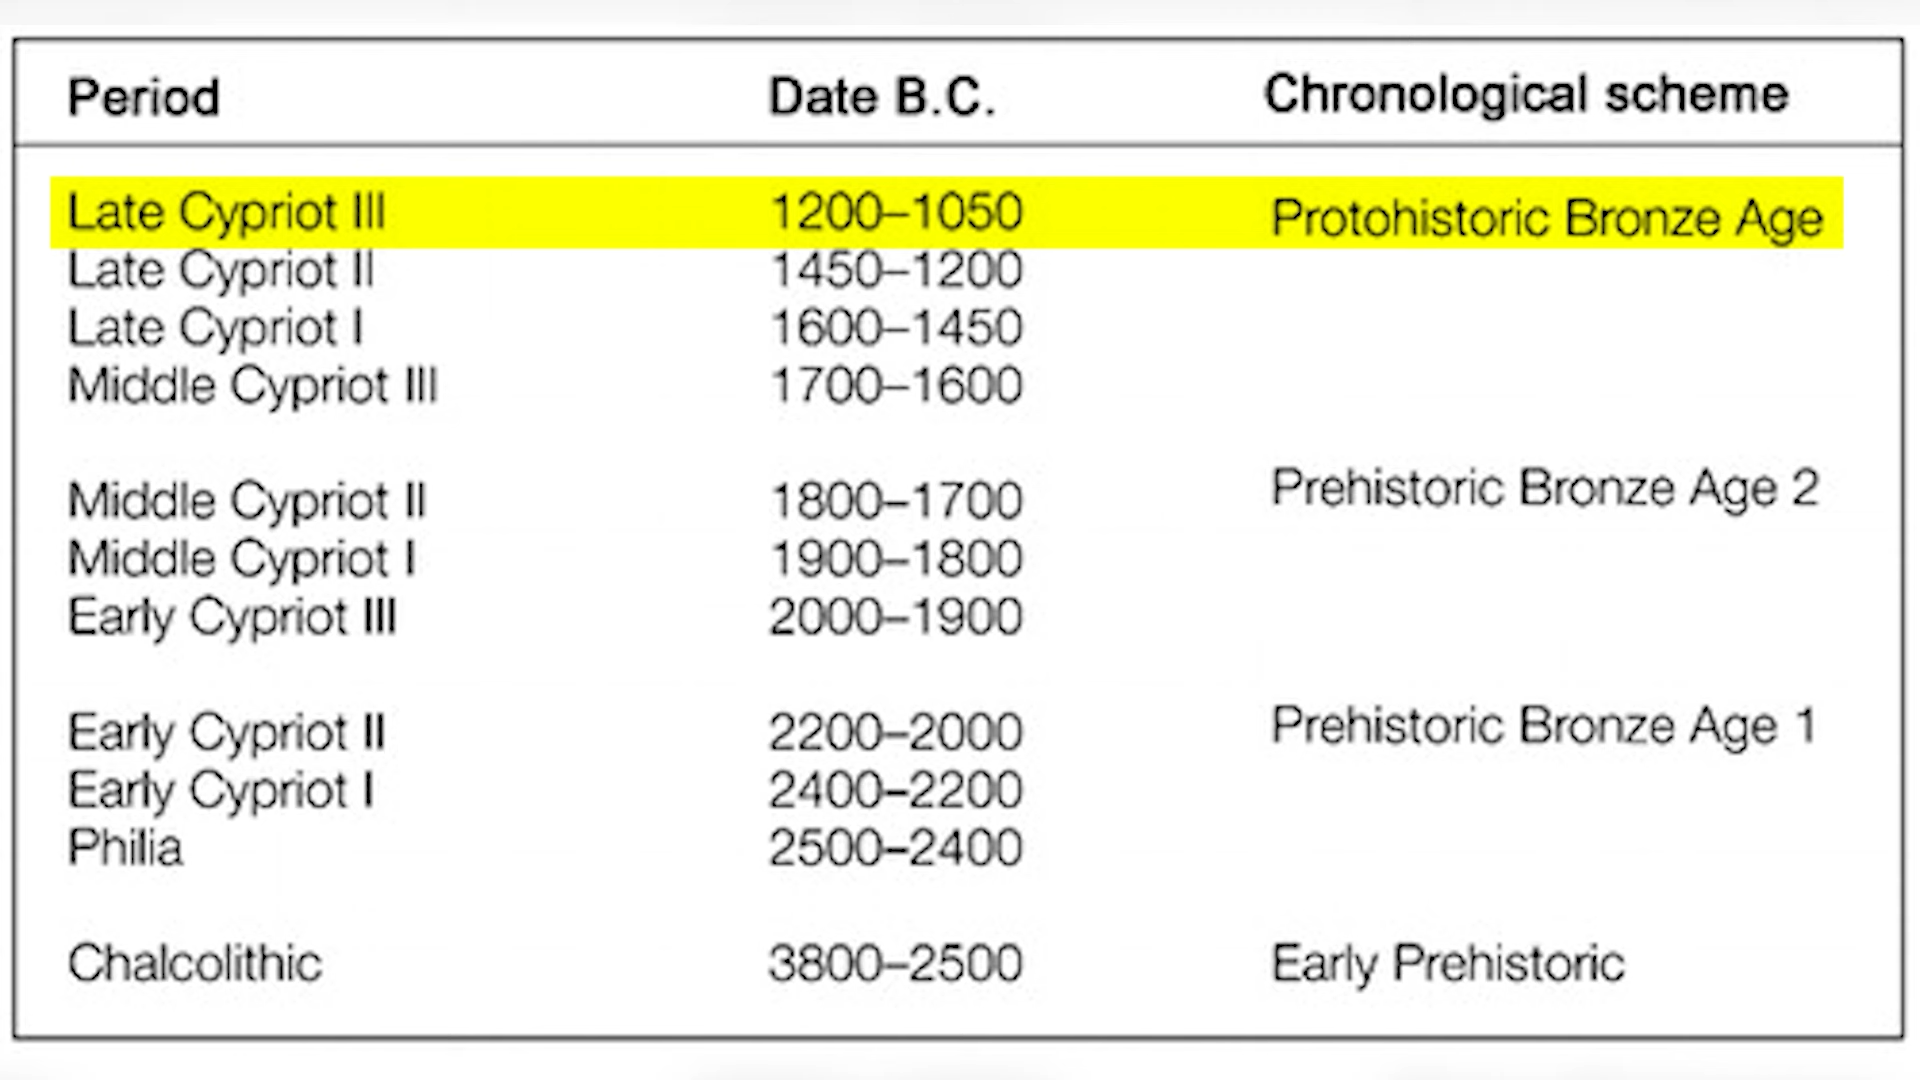 Period Date B.C. Chronological scheme
Late Cypriot III 1200–1050 Protohistoric Bronze Age
Late Cypriot II 1450–1200
Late Cypriot I 1600–1450
Middle Cypriot III 1700–1600
Middle Cypriot II 1800–1700 Prehistoric Bronze Age 2
Middle Cypriot I 1900–1800
Early Cypriot III 2000–1900
Early Cypriot II 2200–2000 Prehistoric Bronze Age 1
Early Cypriot I 2400–2200
Philia 2500–2400
Chalcolithic 3800–2500 Early Prehistoric